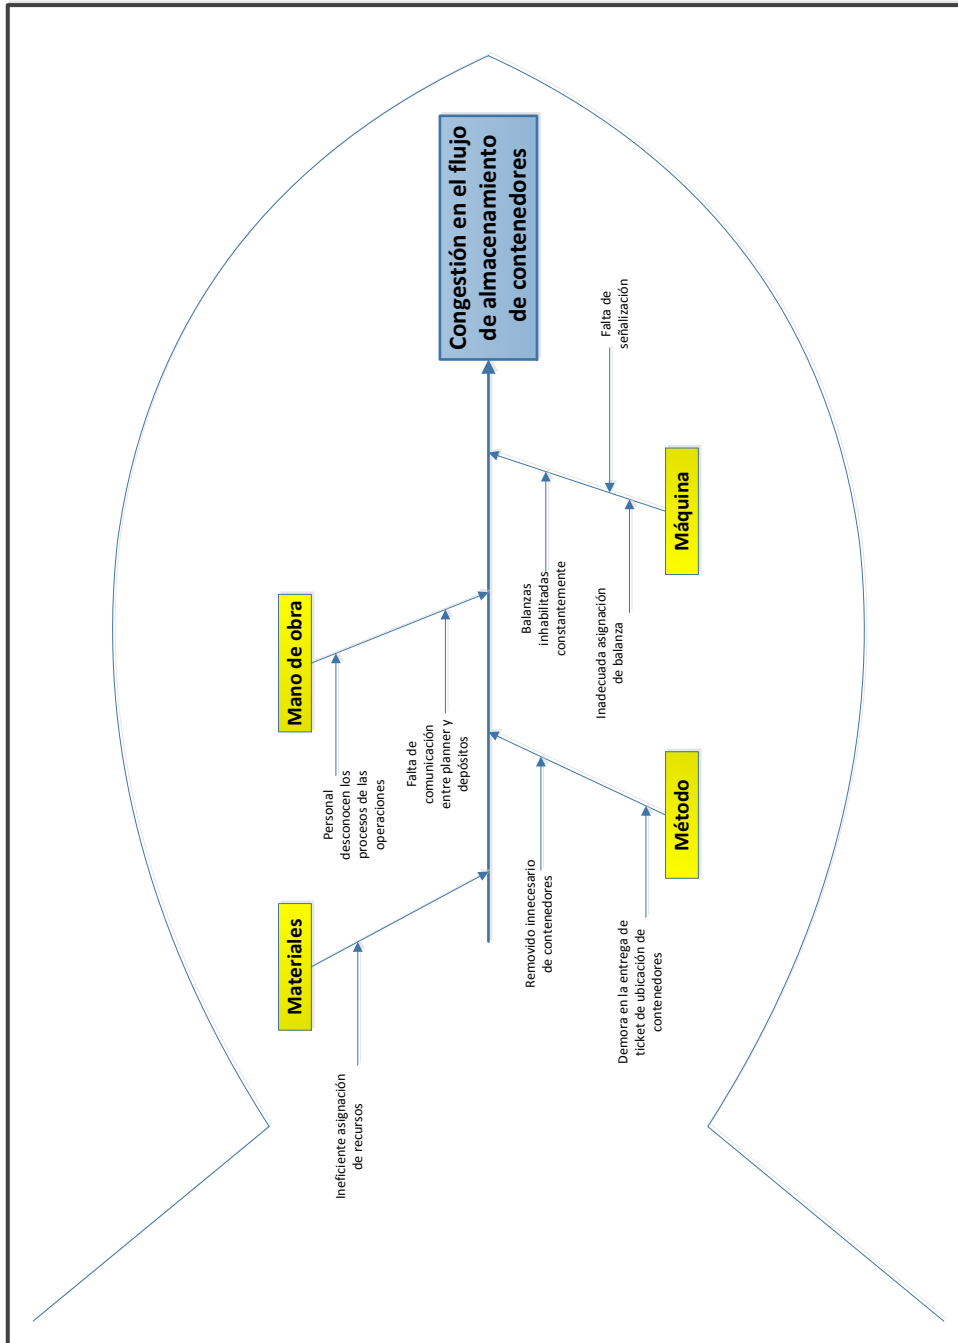 Materiales
Ineficiente asignación
de recursos
Mano de obra
Personal
desconocen los
procesos de las
operaciones
Falta de
comunicación
entre planner y
depósitos
Congestión en el flujo
de almacenamiento
de contenedores
Removido innecesario
de contenedores
Demora en la entrega de
ticket de ubicación de
contenedores
Método
Balanzas
inhabilitadas
constantemente
Inadecuada asignación
de balanza
Falta de
señalización
Máquina